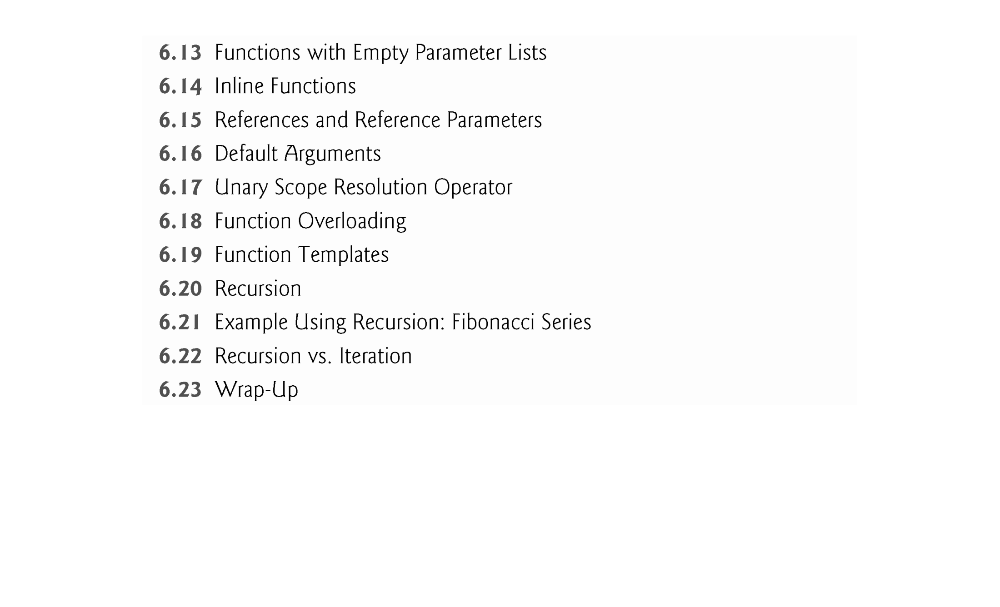 6.13 Functions with Empty Parameter Lists
6.14 Inline Functions
6.15 References and Reference Parameters
6.16 Default Arguments
6.17 Unary Scope Resolution Operator
6.18 Function Overloading
6.19 Function Templates
6.20 Recursion
6.21 Example Using Recursion: Fibonacci Series
6.22 Recursion vs. Iteration
6.23 Wrap-Up